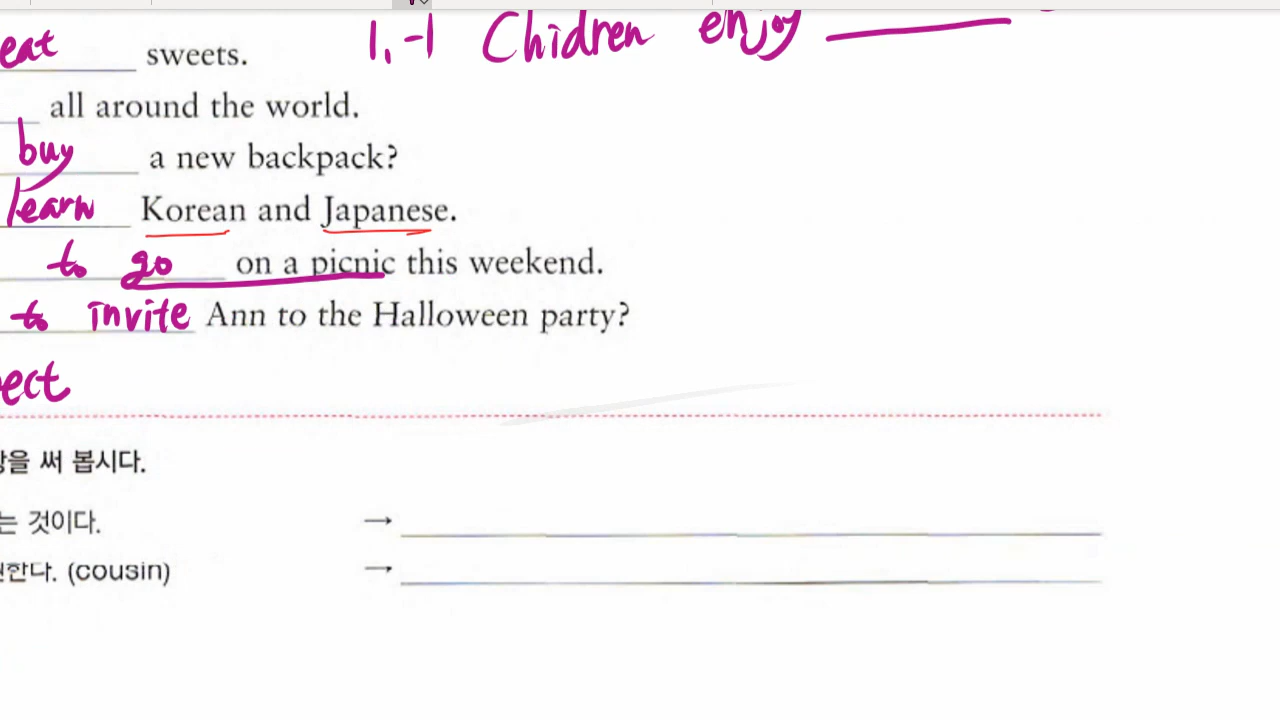 eat sweets. 1,-1 Chidren enjoy
all around the world.
buy a new backpack?
learn Korean and Japanese.
to go on a picnic this weekend.
to invite Ann to the Halloween party?
ect
을 써 봅시다.
는 것이다. →
한다. (cousin) →